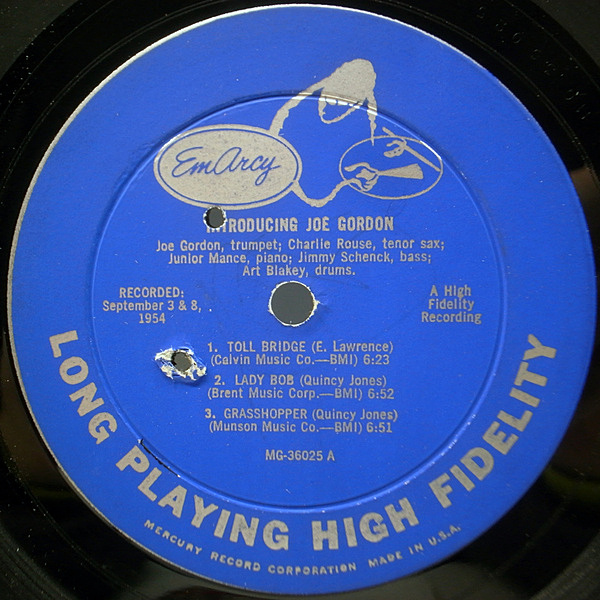 EmArcy
INTRODUCING JOE GORDON
Joe Gordon, trumpet; Charlie Rouse, tenor sax;
Junior Mance, piano; Jimmy Schenck, bass;
Art Blakey, drums.
RECORDED:
September 3 & 8,
1954
A High
Fidelity
Recording
1. TOLL BRIDGE (E. Lawrence)
(Calvin Music Co.—BMI) 6:23
2. LADY BOB (Quincy Jones)
(Brent Music Corp.—BMI) 6:52
3. GRASSHOPPER (Quincy Jones)
(Munson Music Co.—BMI) 6:51
MG-36025 A
LONG PLAYING HIGH FIDELITY
MERCURY RECORD CORPORATION MADE IN U.S.A.